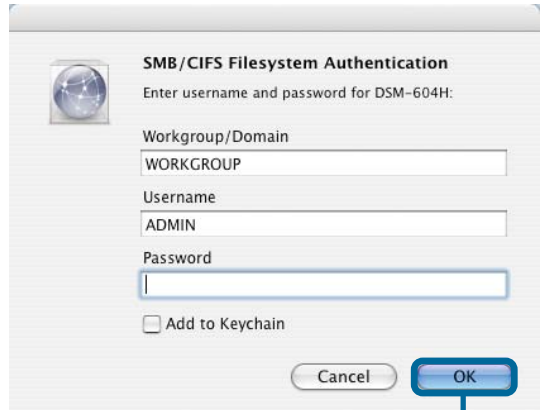 SMB/CIFS Filesystem Authentication
Enter username and password for DSM-604H:
Workgroup/Domain
WORKGROUP
Username
ADMIN
Password
Add to Keychain
Cancel OK